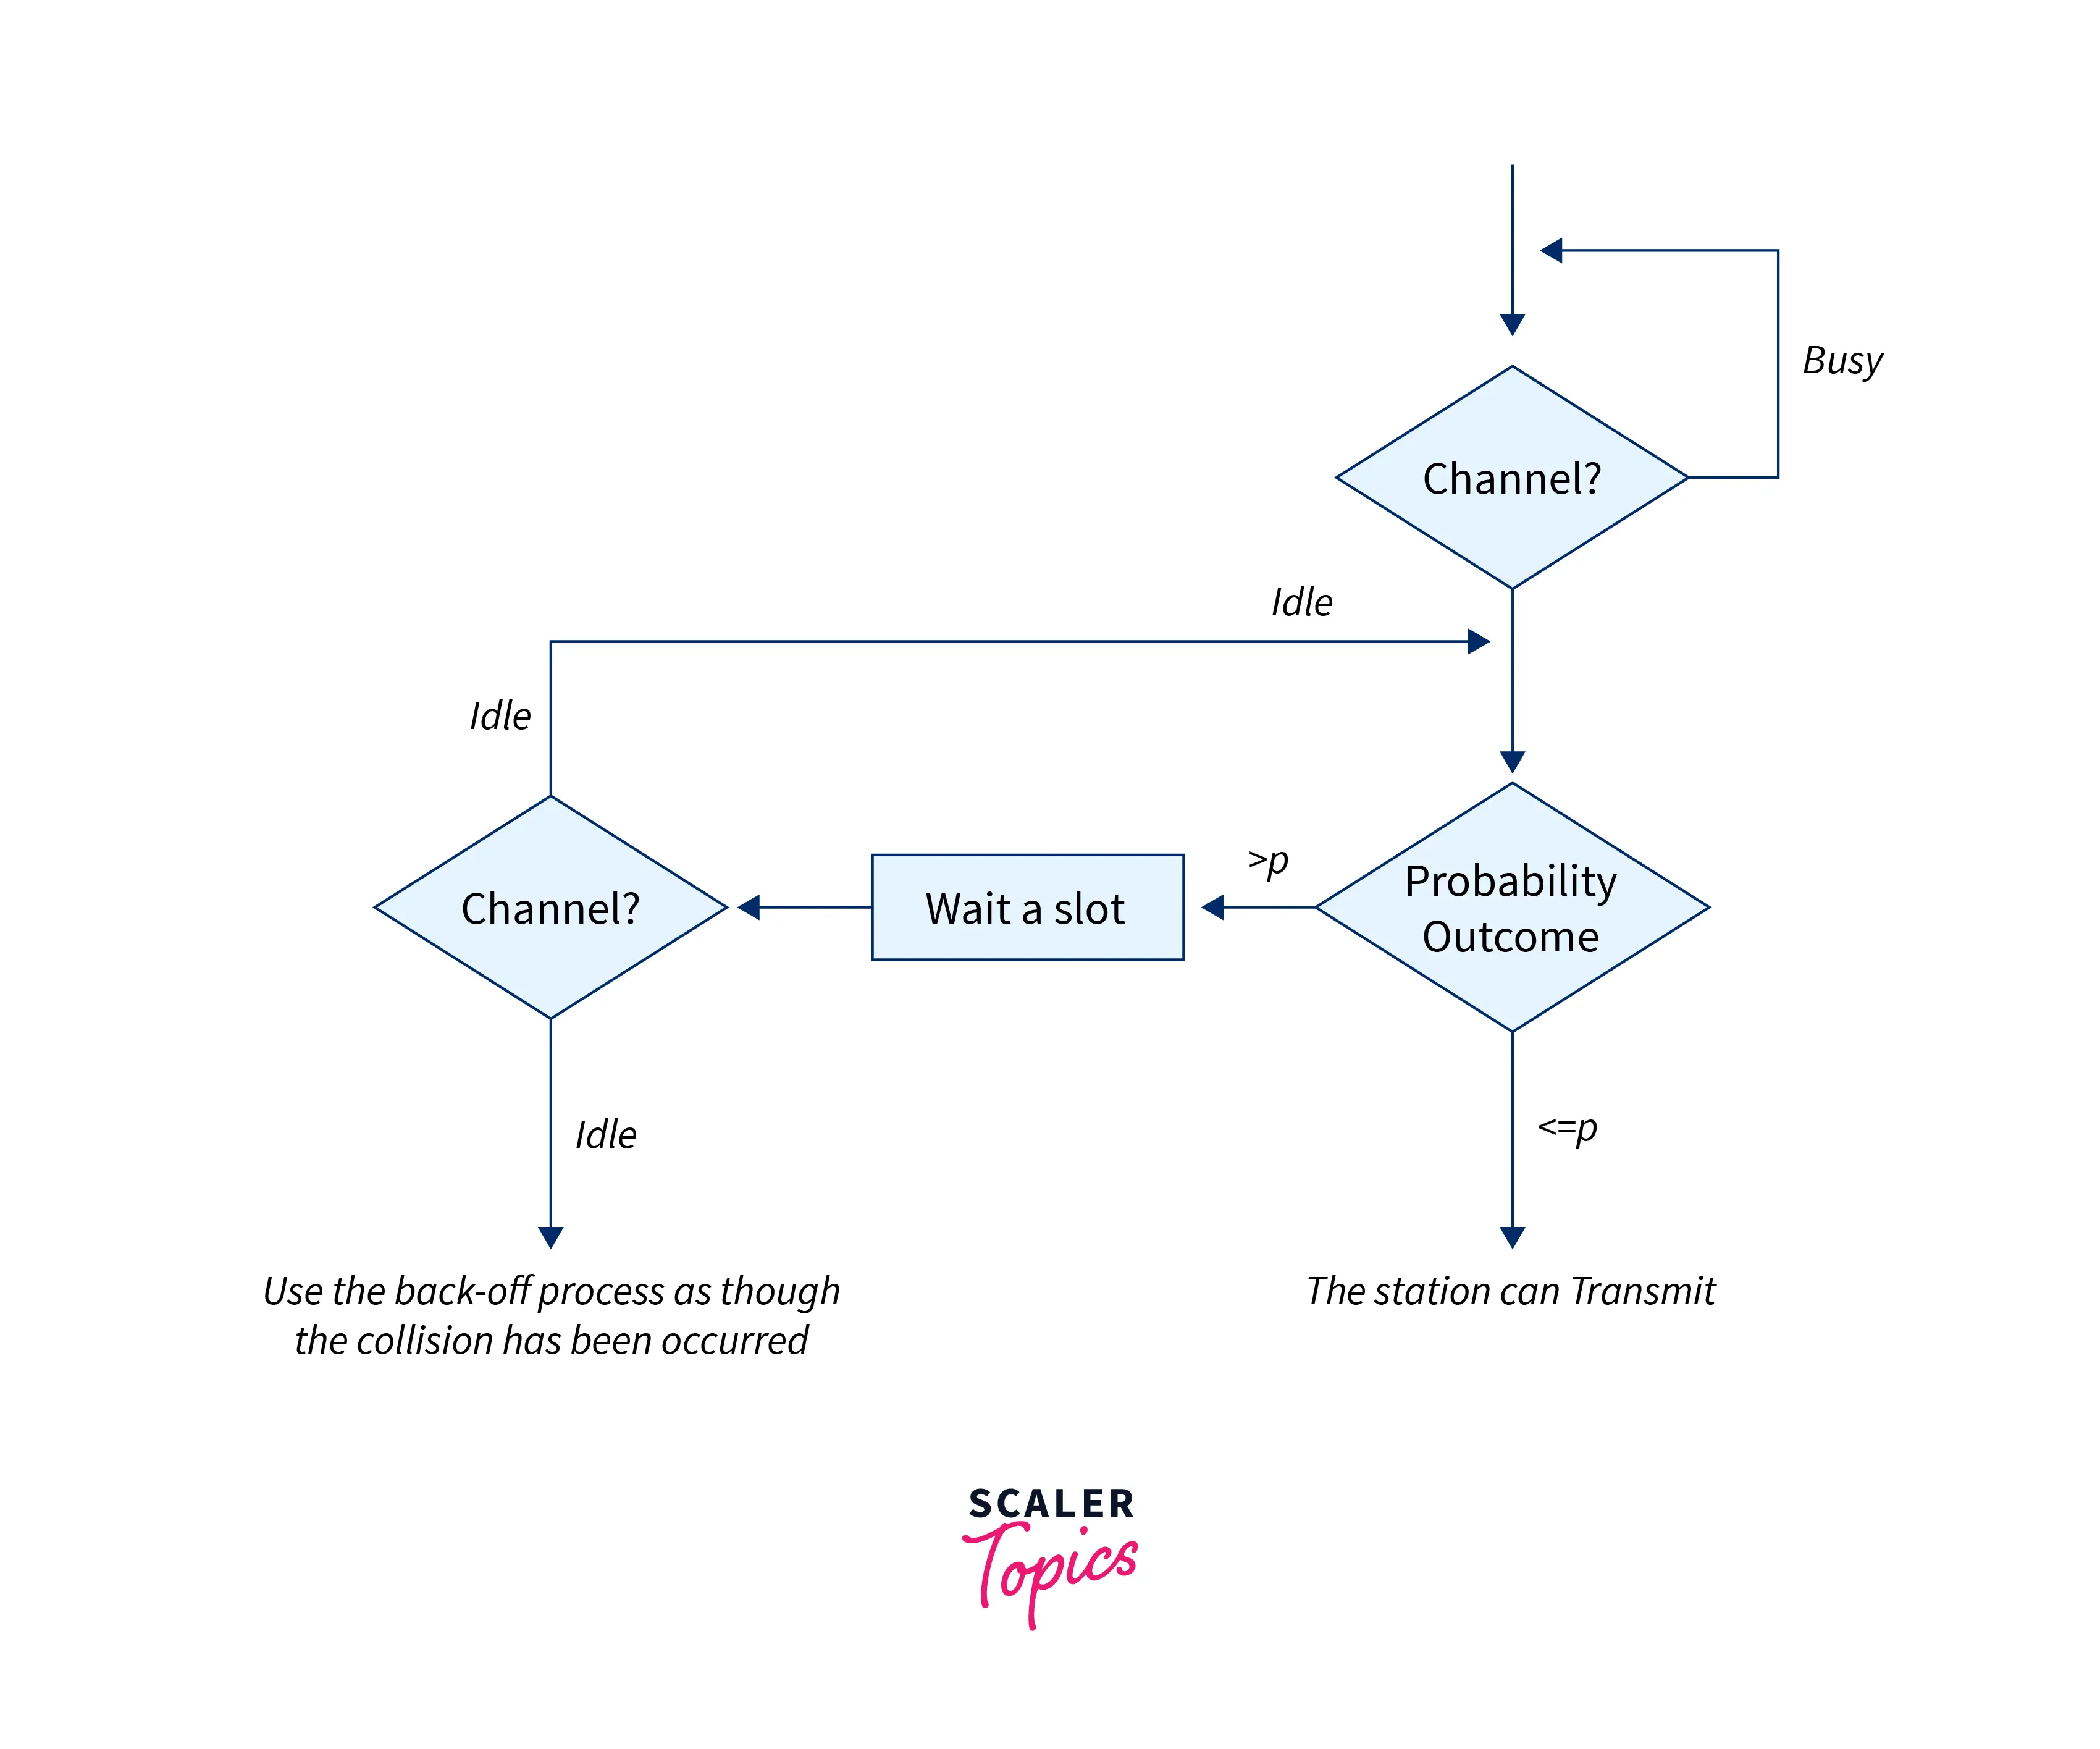 Busy
Channel?
Idle
Idle
Channel?
Wait a slot
>p
Probability
Outcome
Idle
<=p
Use the back-off process as though
the collision has been occurred
The station can Transmit
SCALER
Topics